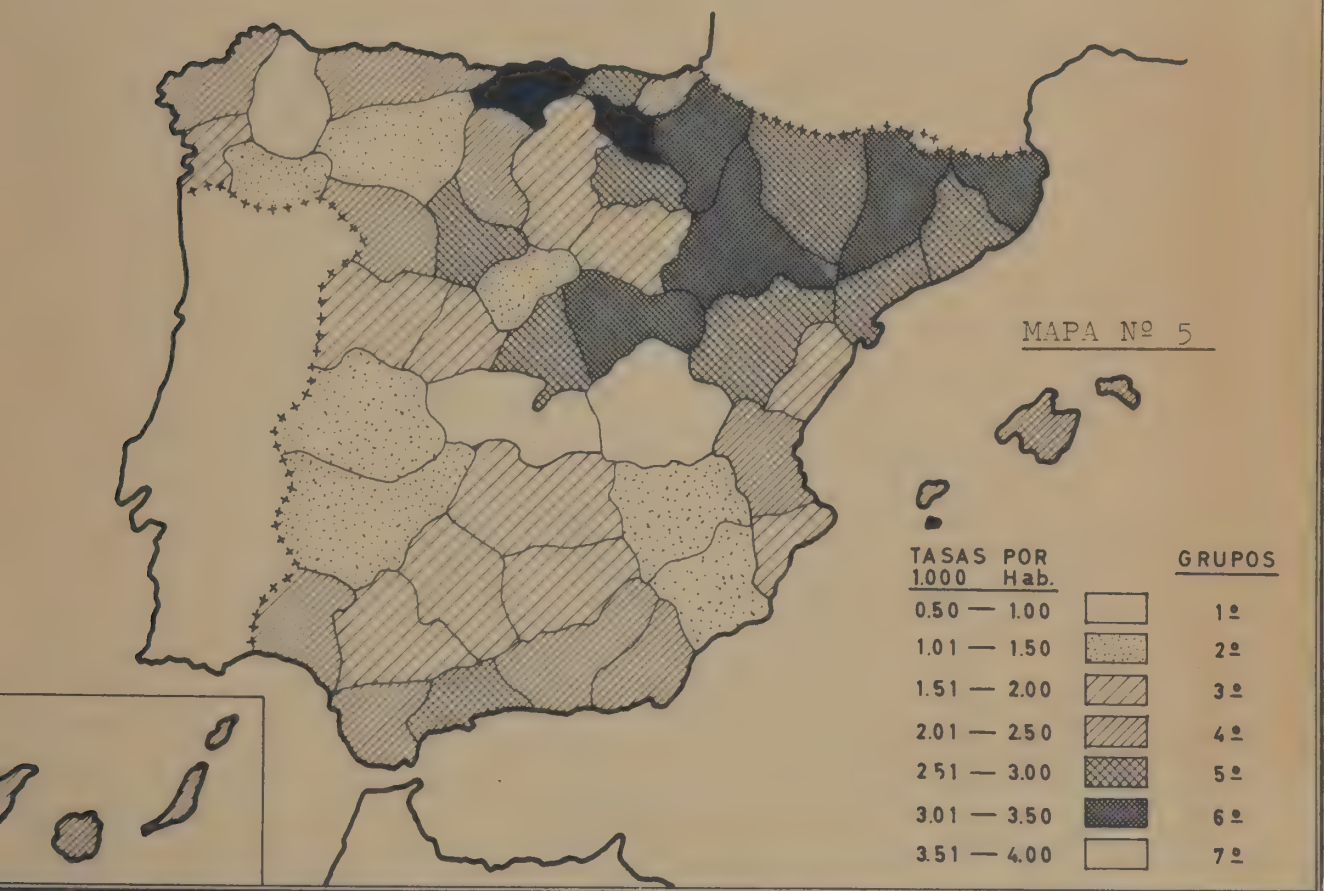 MAPA Nº 5
TASAS POR GRUPOS
1.000 Hab.
0.50 — 1.00 1º
1.01 — 1.50 2º
1.51 — 2.00 3º
2.01 — 2.50 4º
2.51 — 3.00 5º
3.01 — 3.50 6º
3.51 — 4.00 7º